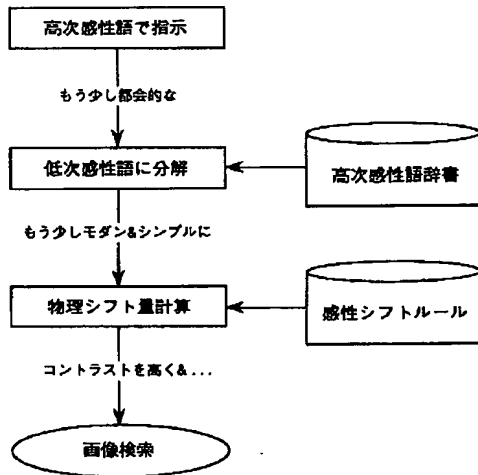 高次感性語で指示
もう少し都会的な
低次感性語に分解
高次感性語辞書
もう少しモダン&シンプルに
物理シフト量計算
感性シフトルール
コントラストを高く&...
画像検索